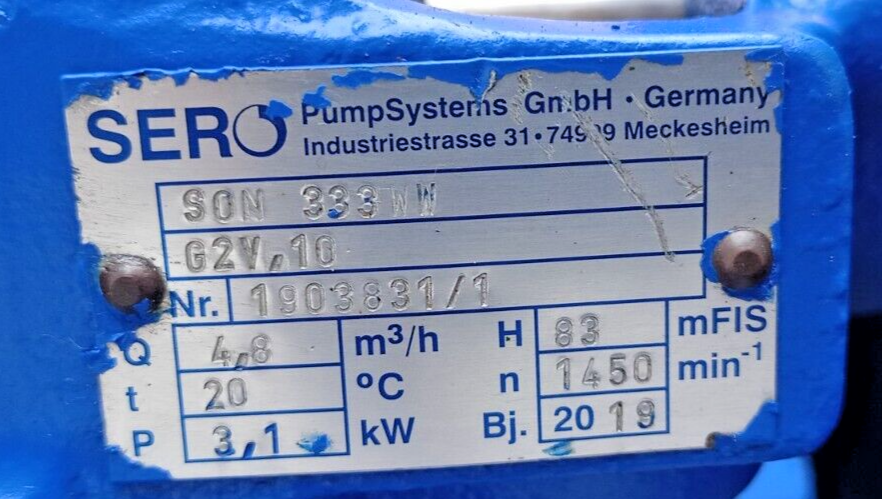 SERO PumpSystems GmbH · Germany
Industriestrasse 31 · 74909 Meckesheim
SON 333WW
G2V,10
Nr. 1903831/1
Q 4,8 m³/h H 83 mFlS
t 20 °C n 1450 min⁻¹
P 3,1 kW Bj. 2019